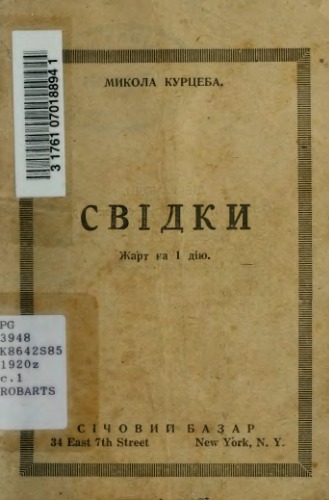 МИКОЛА КУРЦЕБА.
3 1761 07018894 1
СВІДКИ
Жарт на 1 дію.
PG
3948
K8642S85
1920z
c.1
ROBARTS
СІЧОВИЙ БАЗАР
34 East 7th Street New York, N. Y.